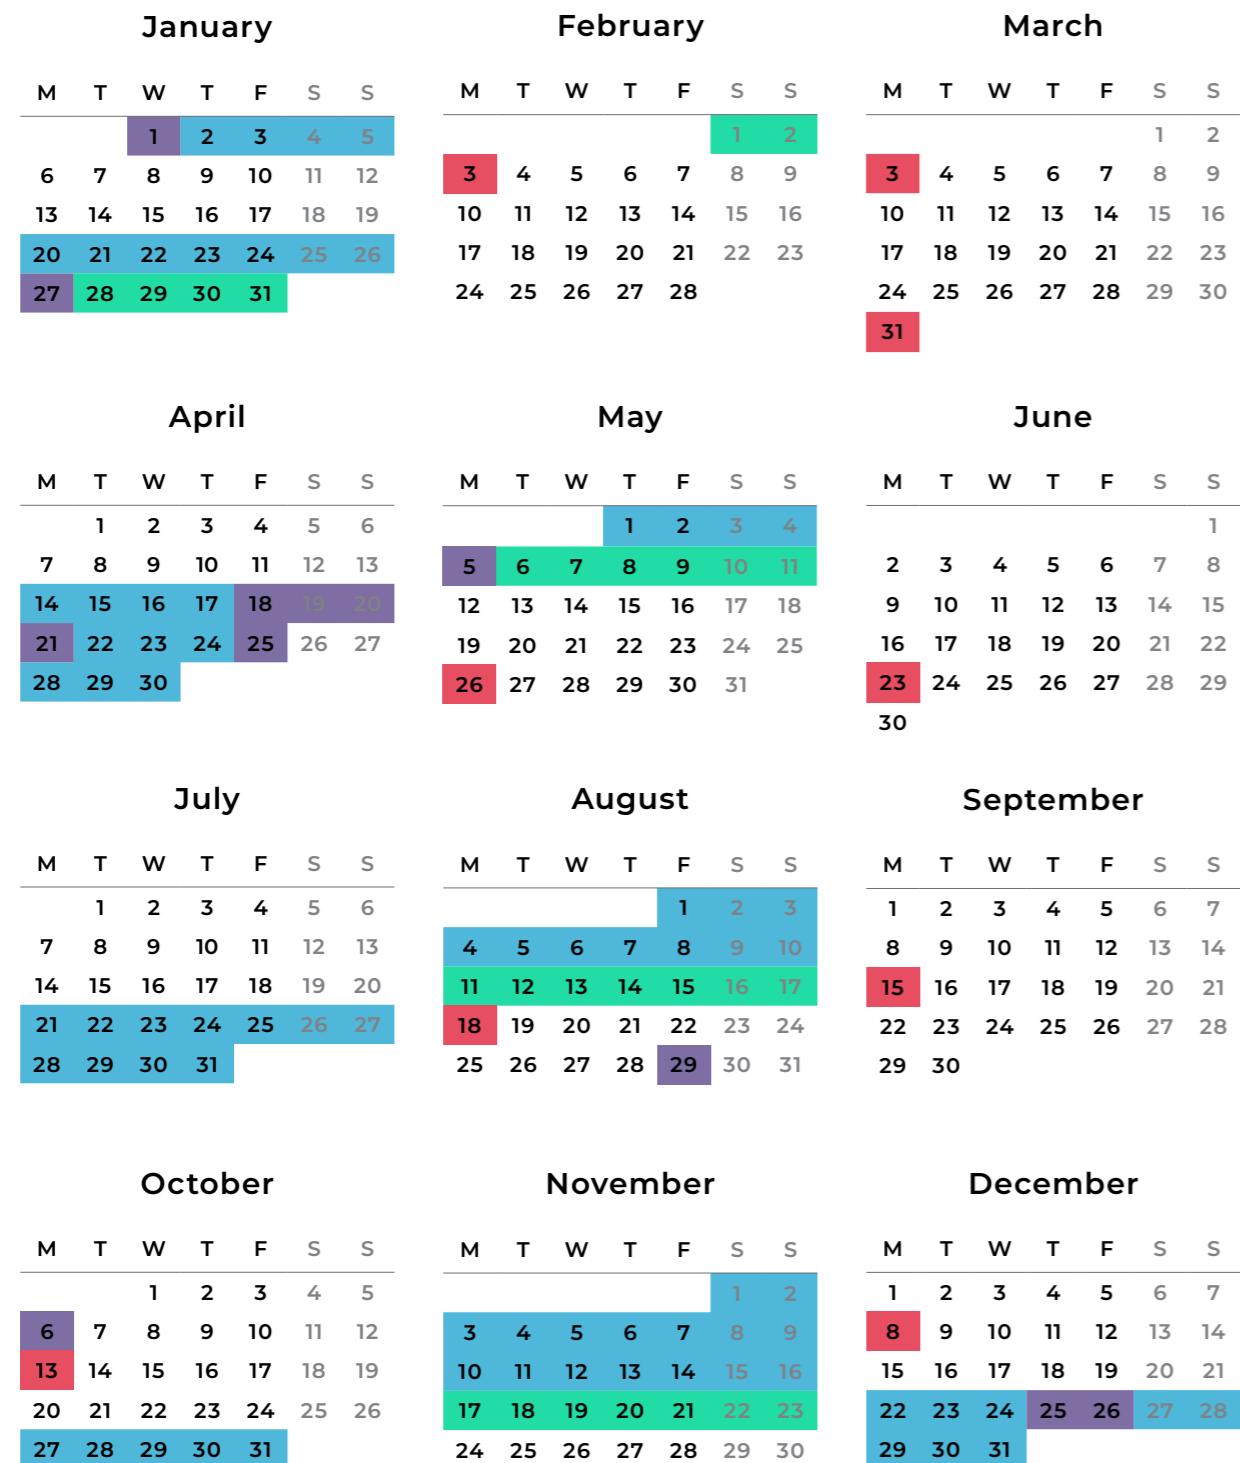 January February March
M T W T F S S M T W T F S S M T W T F S S
1 2 3 4 5 1 2 1 2
6 7 8 9 10 11 12 3 4 5 6 7 8 9 3 4 5 6 7 8 9
13 14 15 16 17 18 19 10 11 12 13 14 15 16 10 11 12 13 14 15 16
20 21 22 23 24 25 26 17 18 19 20 21 22 23 17 18 19 20 21 22 23
27 28 29 30 31 24 25 26 27 28 24 25 26 27 28 29 30
31
April May June
M T W T F S S M T W T F S S M T W T F S S
1 2 3 4 5 6 1 2 3 4 1
7 8 9 10 11 12 13 5 6 7 8 9 10 11 2 3 4 5 6 7 8
14 15 16 17 18 19 20 12 13 14 15 16 17 18 9 10 11 12 13 14 15
21 22 23 24 25 26 27 19 20 21 22 23 24 25 16 17 18 19 20 21 22
28 29 30 26 27 28 29 30 31 23 24 25 26 27 28 29
30
July August September
M T W T F S S M T W T F S S M T W T F S S
1 2 3 4 5 6 1 2 3 1 2 3 4 5 6 7
7 8 9 10 11 12 13 4 5 6 7 8 9 10 8 9 10 11 12 13 14
14 15 16 17 18 19 20 11 12 13 14 15 16 17 15 16 17 18 19 20 21
21 22 23 24 25 26 27 18 19 20 21 22 23 24 22 23 24 25 26 27 28
28 29 30 31 25 26 27 28 29 30 31 29 30
October November December
M T W T F S S M T W T F S S M T W T F S S
1 2 3 4 5 1 2 1 2 3 4 5 6 7
6 7 8 9 10 11 12 3 4 5 6 7 8 9 8 9 10 11 12 13 14
13 14 15 16 17 18 19 10 11 12 13 14 15 16 15 16 17 18 19 20 21
20 21 22 23 24 25 26 17 18 19 20 21 22 23 22 23 24 25 26 27 28
27 28 29 30 31 24 25 26 27 28 29 30 29 30 31